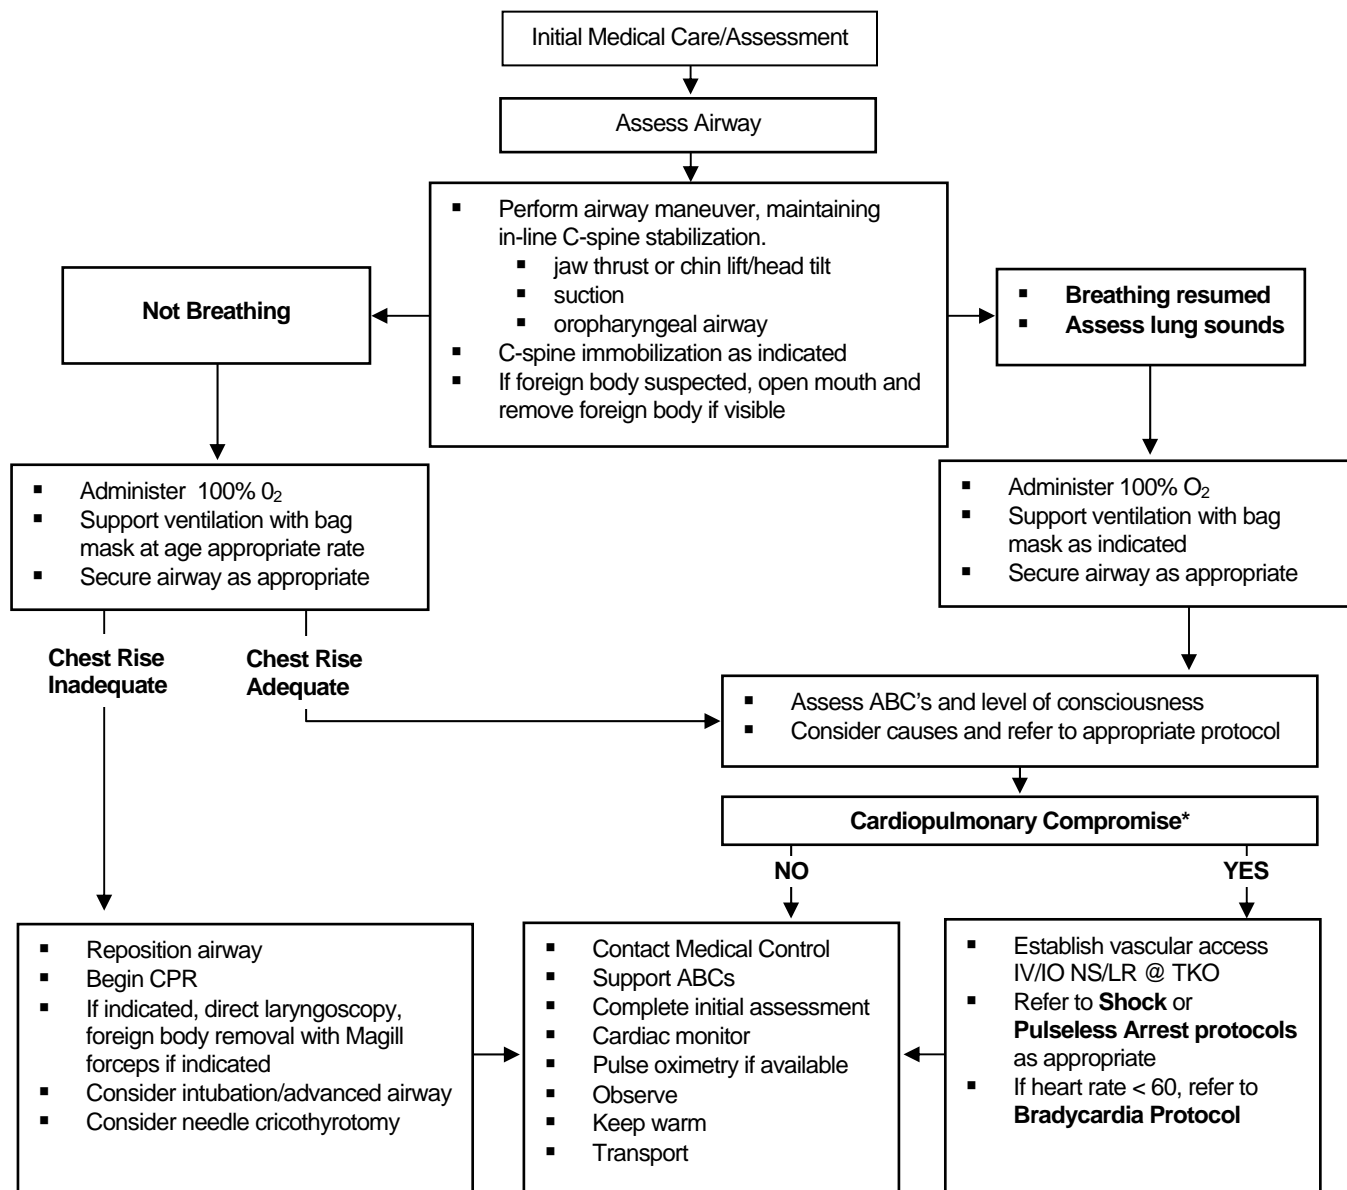 Initial Medical Care/Assessment
Assess Airway
▪ Perform airway maneuver, maintaining
in-line C-spine stabilization.
▪ jaw thrust or chin lift/head tilt
▪ suction
▪ oropharyngeal airway
▪ C-spine immobilization as indicated
▪ If foreign body suspected, open mouth and
remove foreign body if visible
Not Breathing
▪ Breathing resumed
▪ Assess lung sounds
▪ Administer 100% 0₂
▪ Support ventilation with bag
mask at age appropriate rate
▪ Secure airway as appropriate
▪ Administer 100% O₂
▪ Support ventilation with bag
mask as indicated
▪ Secure airway as appropriate
Chest Rise
Inadequate
Chest Rise
Adequate
▪ Assess ABC’s and level of consciousness
▪ Consider causes and refer to appropriate protocol
Cardiopulmonary Compromise*
NO
YES
▪ Reposition airway
▪ Begin CPR
▪ If indicated, direct laryngoscopy,
foreign body removal with Magill
forceps if indicated
▪ Consider intubation/advanced airway
▪ Consider needle cricothyrotomy
▪ Contact Medical Control
▪ Support ABCs
▪ Complete initial assessment
▪ Cardiac monitor
▪ Pulse oximetry if available
▪ Observe
▪ Keep warm
▪ Transport
▪ Establish vascular access
IV/IO NS/LR @ TKO
▪ Refer to Shock or
Pulseless Arrest protocols
as appropriate
▪ If heart rate < 60, refer to
Bradycardia Protocol